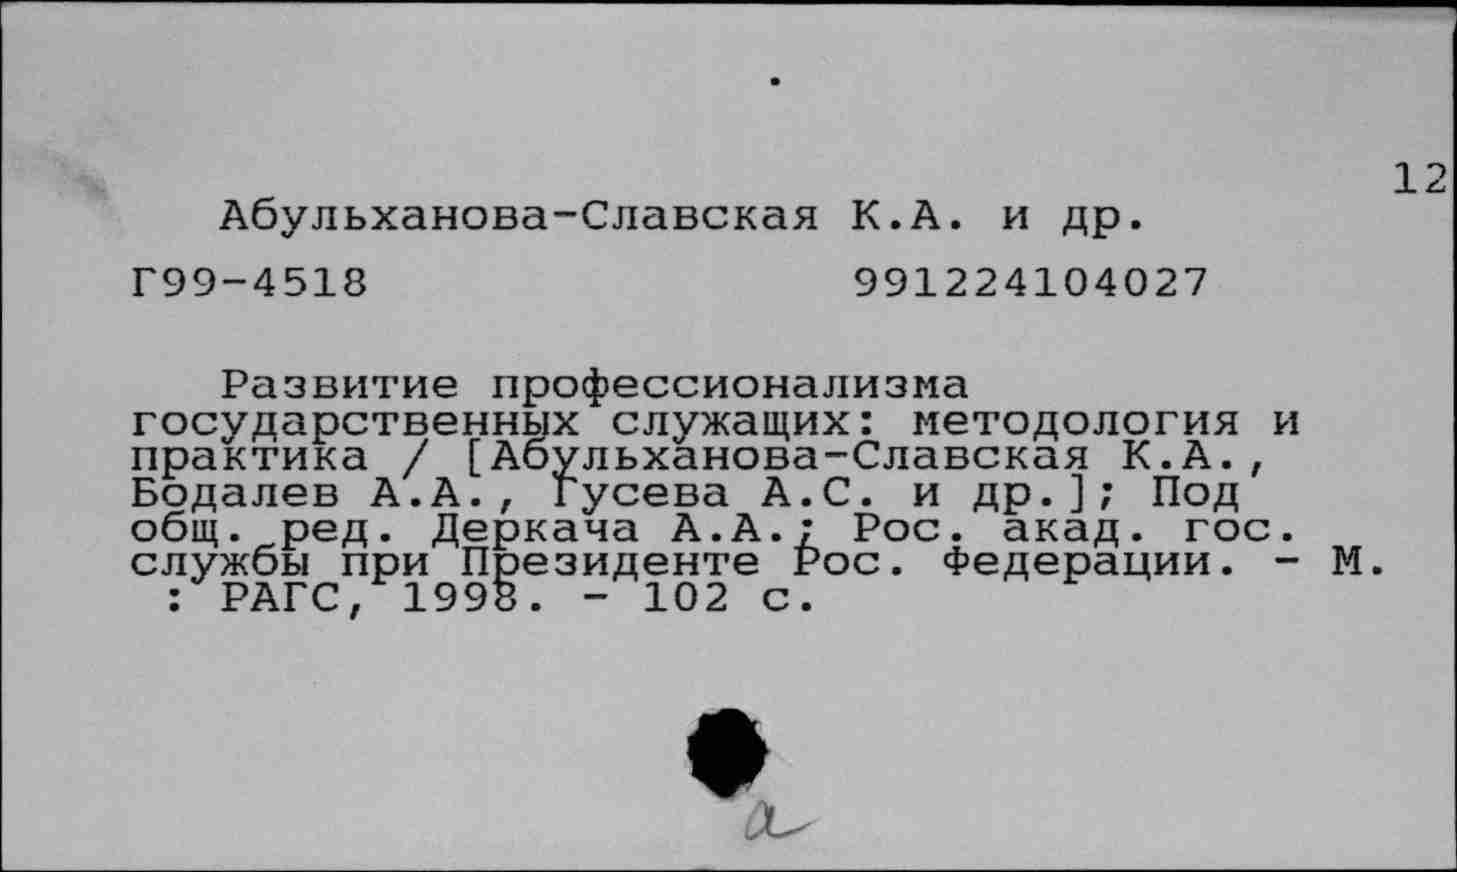 12
Абульханова-Славская К.А. и др.
Г99-4518 991224104027
Развитие профессионализма
государственных служащих: методология и
практика / [Абульханова-Славская К.А.,
Бодалев А.А., Гусева А.С. и др.]; Под
общ. ред. Деркача А.А.; Рос. акад. гос.
службы при Президенте Рос. Федерации. - М.
: РАГС, 1998. - 102 с.
а